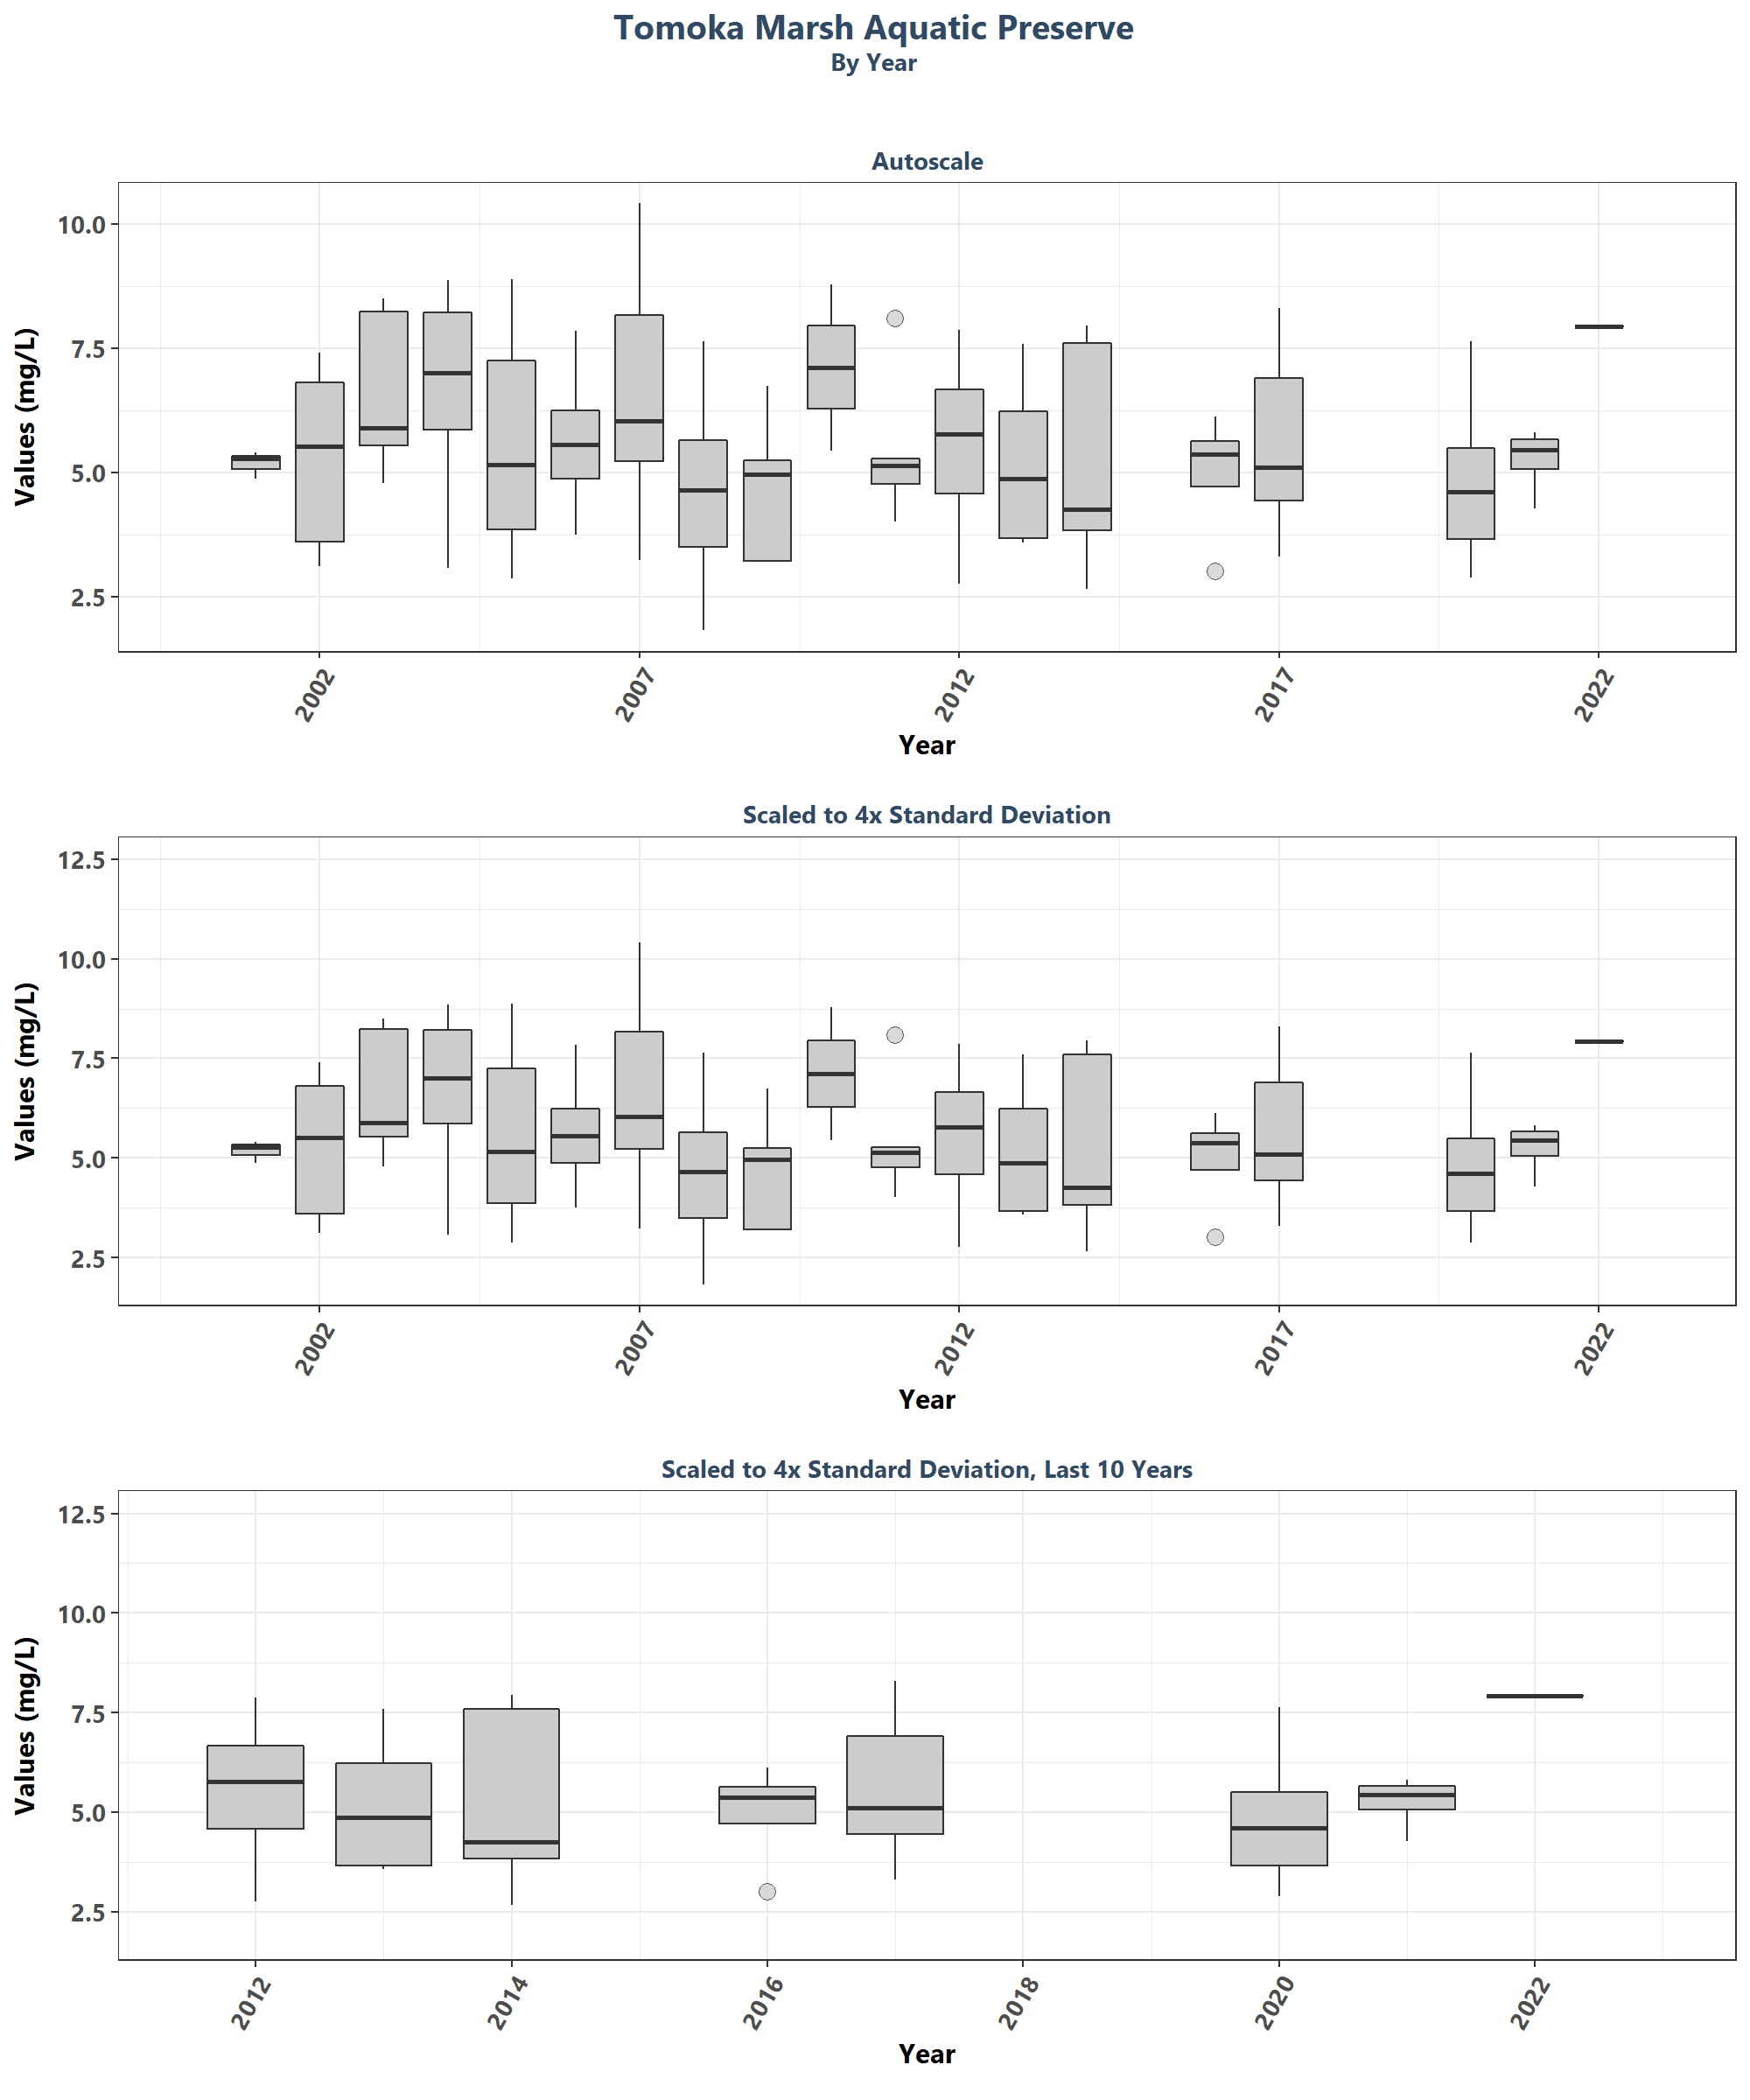 Tomoka Marsh Aquatic Preserve
By Year
Autoscale
Values (mg/L)
10.0
7.5
5.0
2.5
2002
2007
2012
2017
2022
Year
Scaled to 4x Standard Deviation
Values (mg/L)
12.5
10.0
7.5
5.0
2.5
2002
2007
2012
2017
2022
Year
Scaled to 4x Standard Deviation, Last 10 Years
Values (mg/L)
12.5
10.0
7.5
5.0
2.5
2012
2014
2016
2018
2020
2022
Year